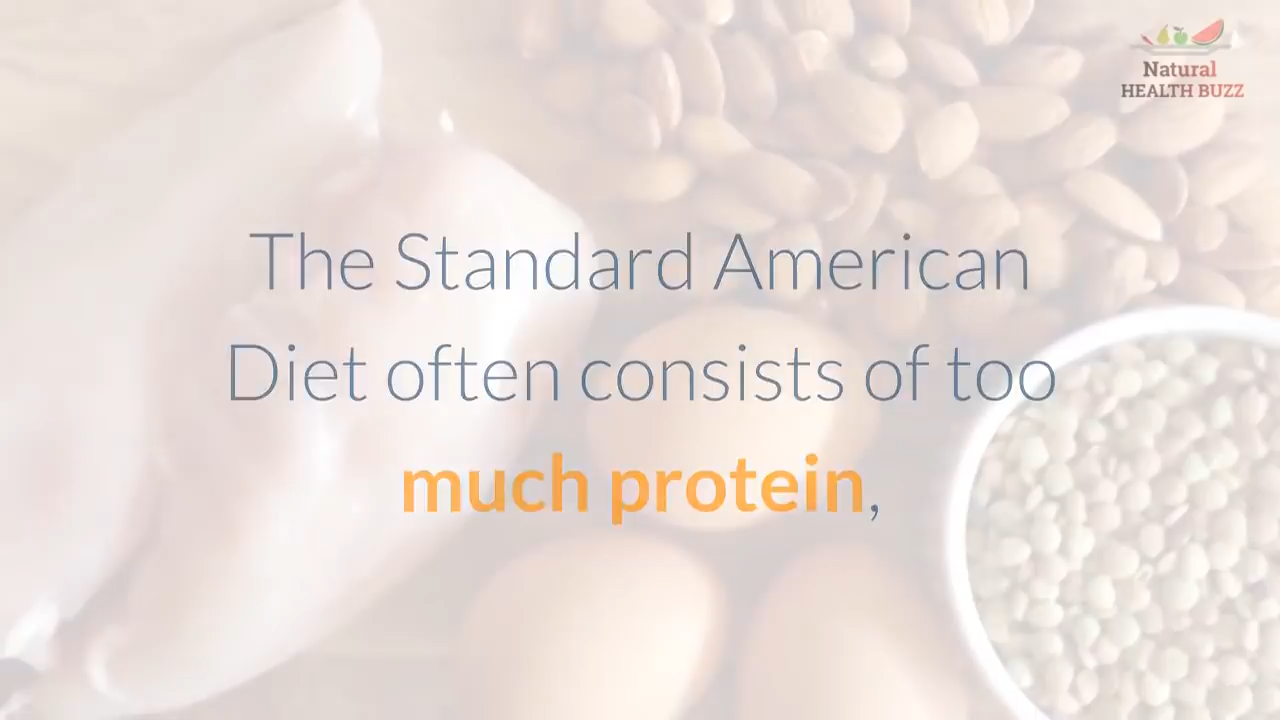 Natural
HEALTH BUZZ
The Standard American
Diet often consists of too
much protein,